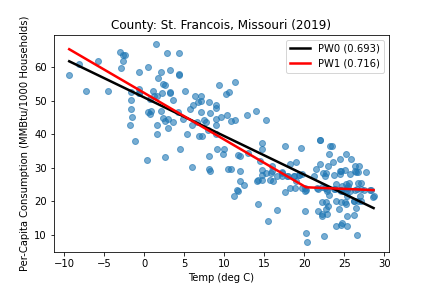 County: St. Francois, Missouri (2019)
PW0 (0.693)
PW1 (0.716)
Per-Capita Consumption (MMBtu/1000 Households)
60
50
40
30
20
10
−10 −5 0 5 10 15 20 25 30
Temp (deg C)